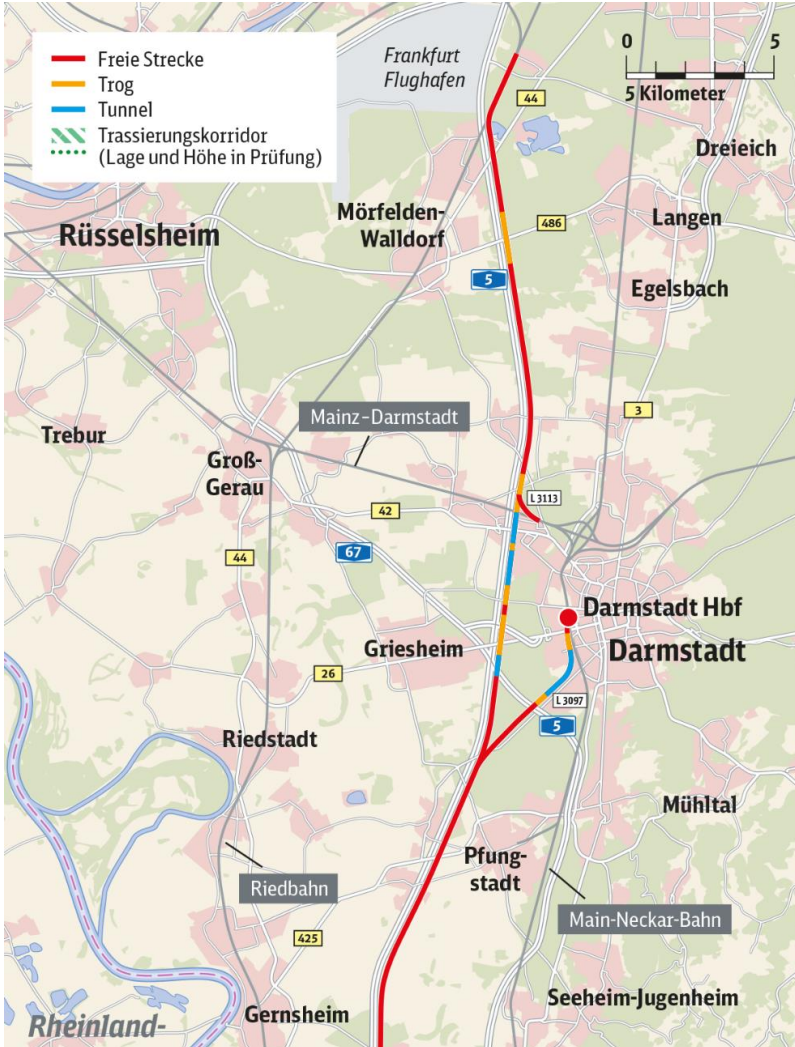 Freie Strecke
Trog
Tunnel
Trassierungskorridor
(Lage und Höhe in Prüfung)
Frankfurt
Flughafen
0 5
5 Kilometer
44
Dreieich
Mörfelden-
Walldorf
486
Langen
Rüsselsheim
5
Egelsbach
Mainz–Darmstadt
3
Trebur
Groß-
Gerau
L 3113
42
44
67
Darmstadt Hbf
Griesheim
Darmstadt
26
L 3097
5
Riedstadt
Mühltal
Pfung-
stadt
Riedbahn
Main-Neckar-Bahn
425
Seeheim-Jugenheim
Gernsheim
Rheinland-